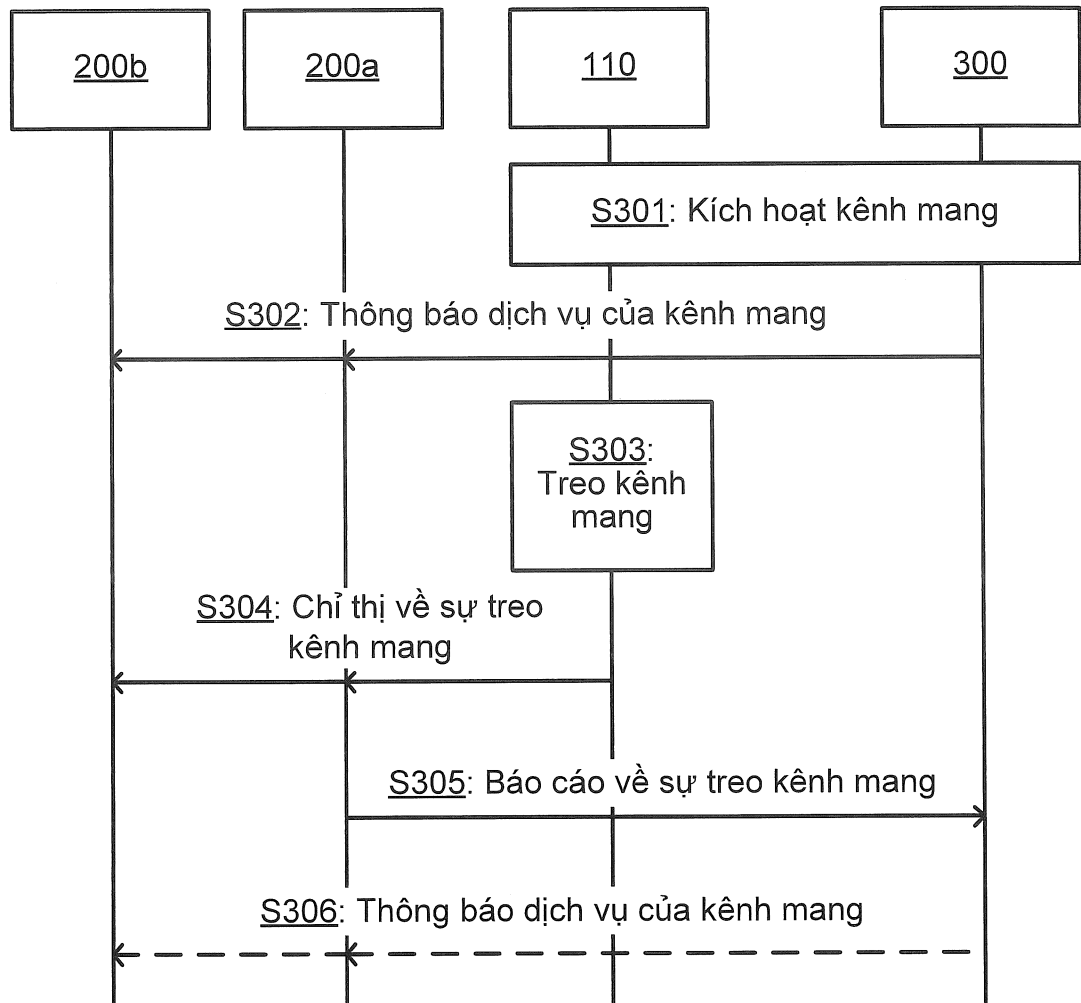 200b
200a
110
300
S301: Kích hoạt kênh mang
S302: Thông báo dịch vụ của kênh mang
S303:
Treo kênh
mang
S304: Chỉ thị về sự treo
kênh mang
S305: Báo cáo về sự treo kênh mang
S306: Thông báo dịch vụ của kênh mang